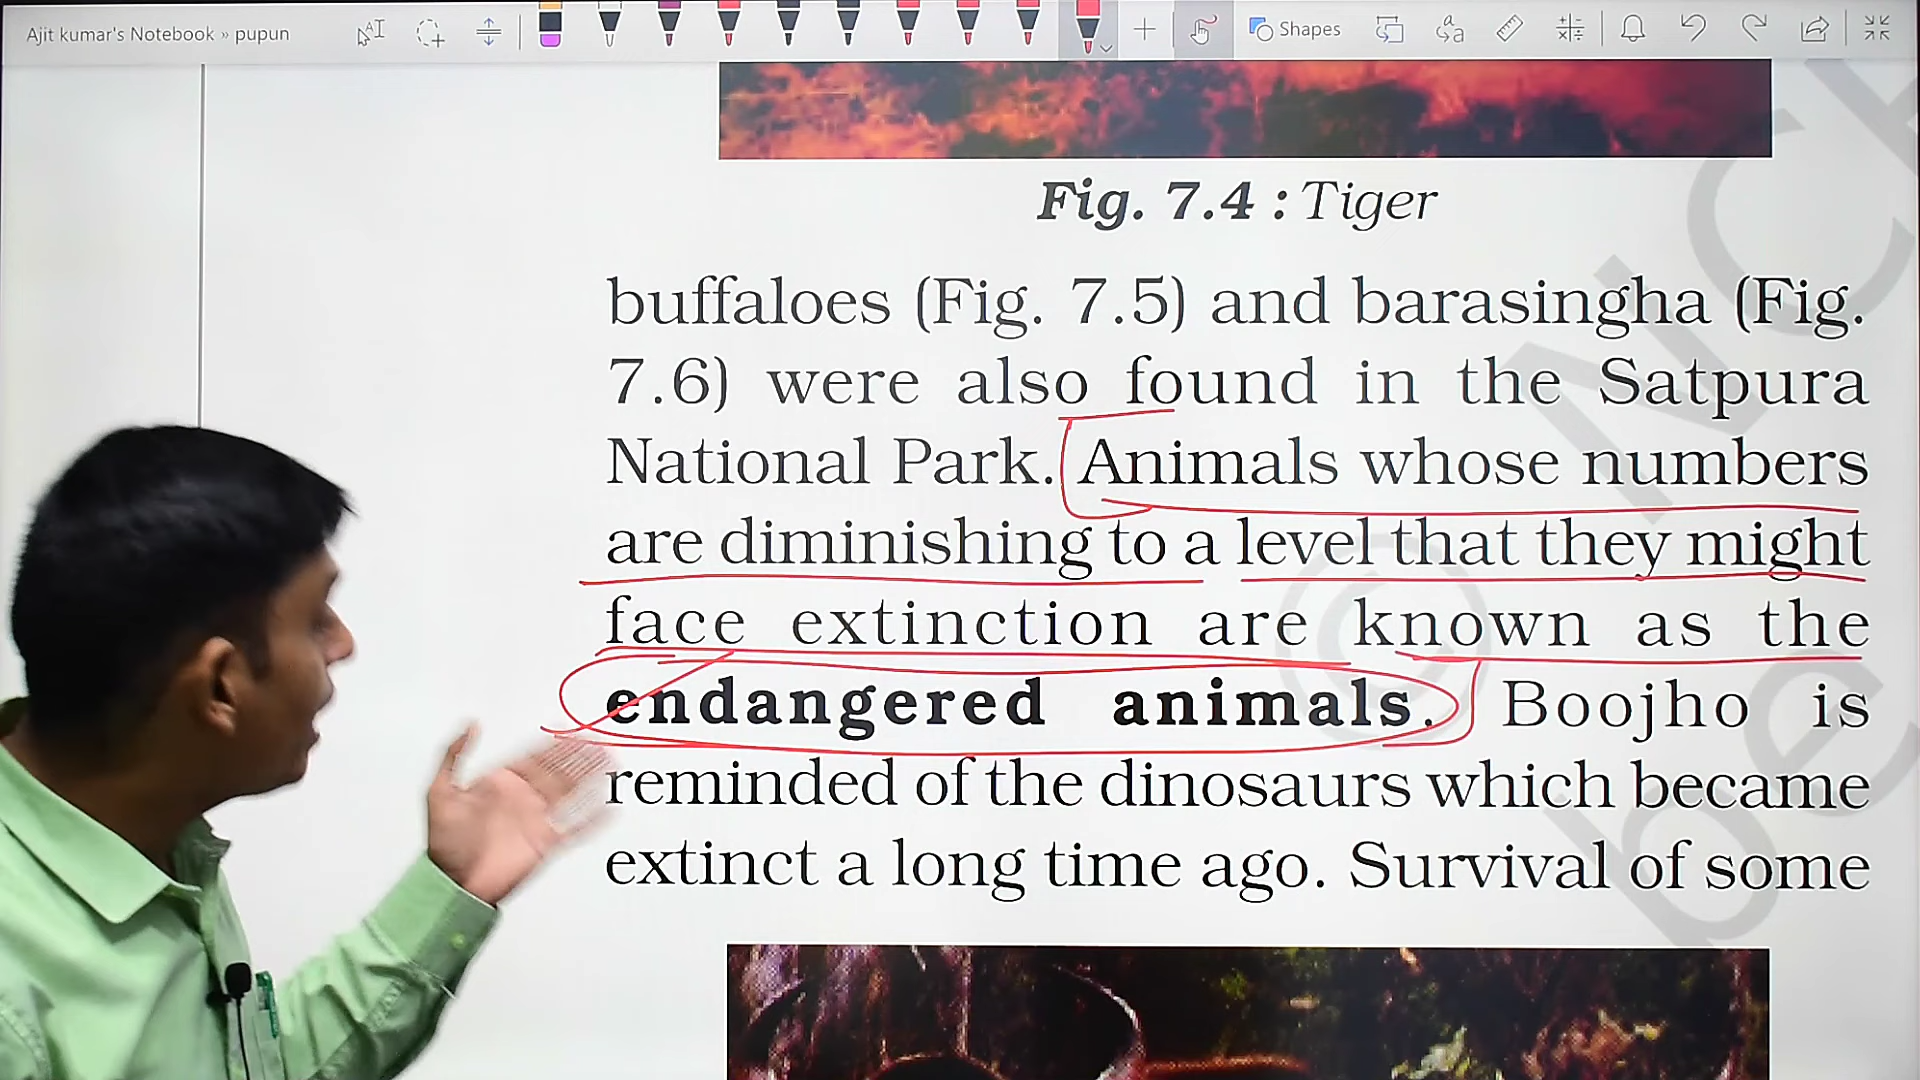 Ajit kumar's Notebook » pupun
Shapes
Fig. 7.4 : Tiger
buffaloes (Fig. 7.5) and barasingha (Fig.
7.6) were also found in the Satpura
National Park. Animals whose numbers
are diminishing to a level that they might
face extinction are known as the
endangered animals. Boojho is
reminded of the dinosaurs which became
extinct a long time ago. Survival of some